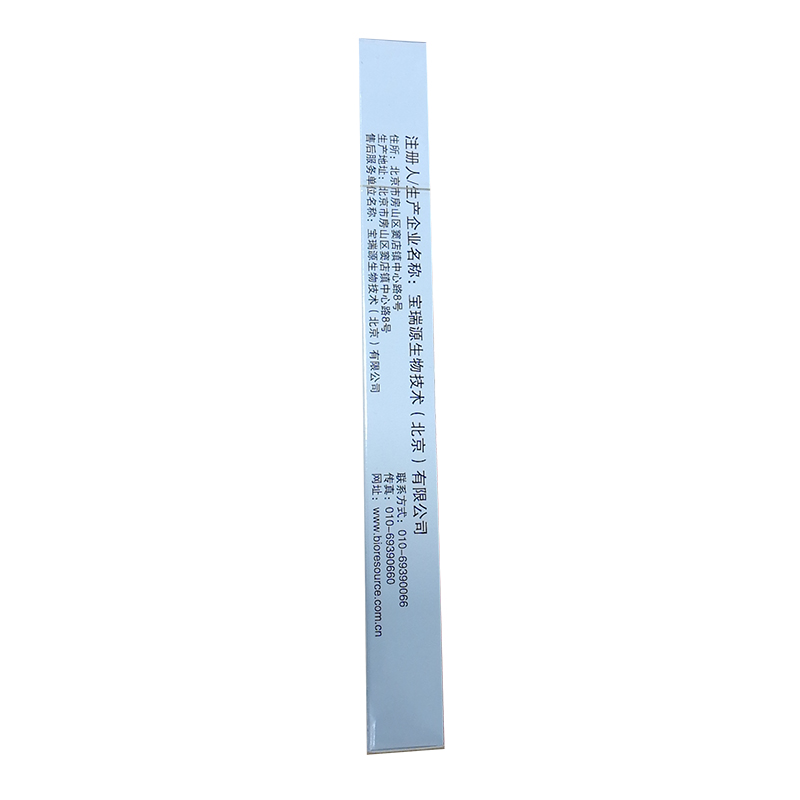 注册人/生产企业名称：宝瑞源生物技术（北京）有限公司
住所：北京市房山区窦店镇中心路8号
生产地址：北京市房山区窦店镇中心路8号
售后服务单位名称：宝瑞源生物技术（北京）有限公司
联系方式：010-69390066
传真：010-69390660
网址：www.bioresource.com.cn